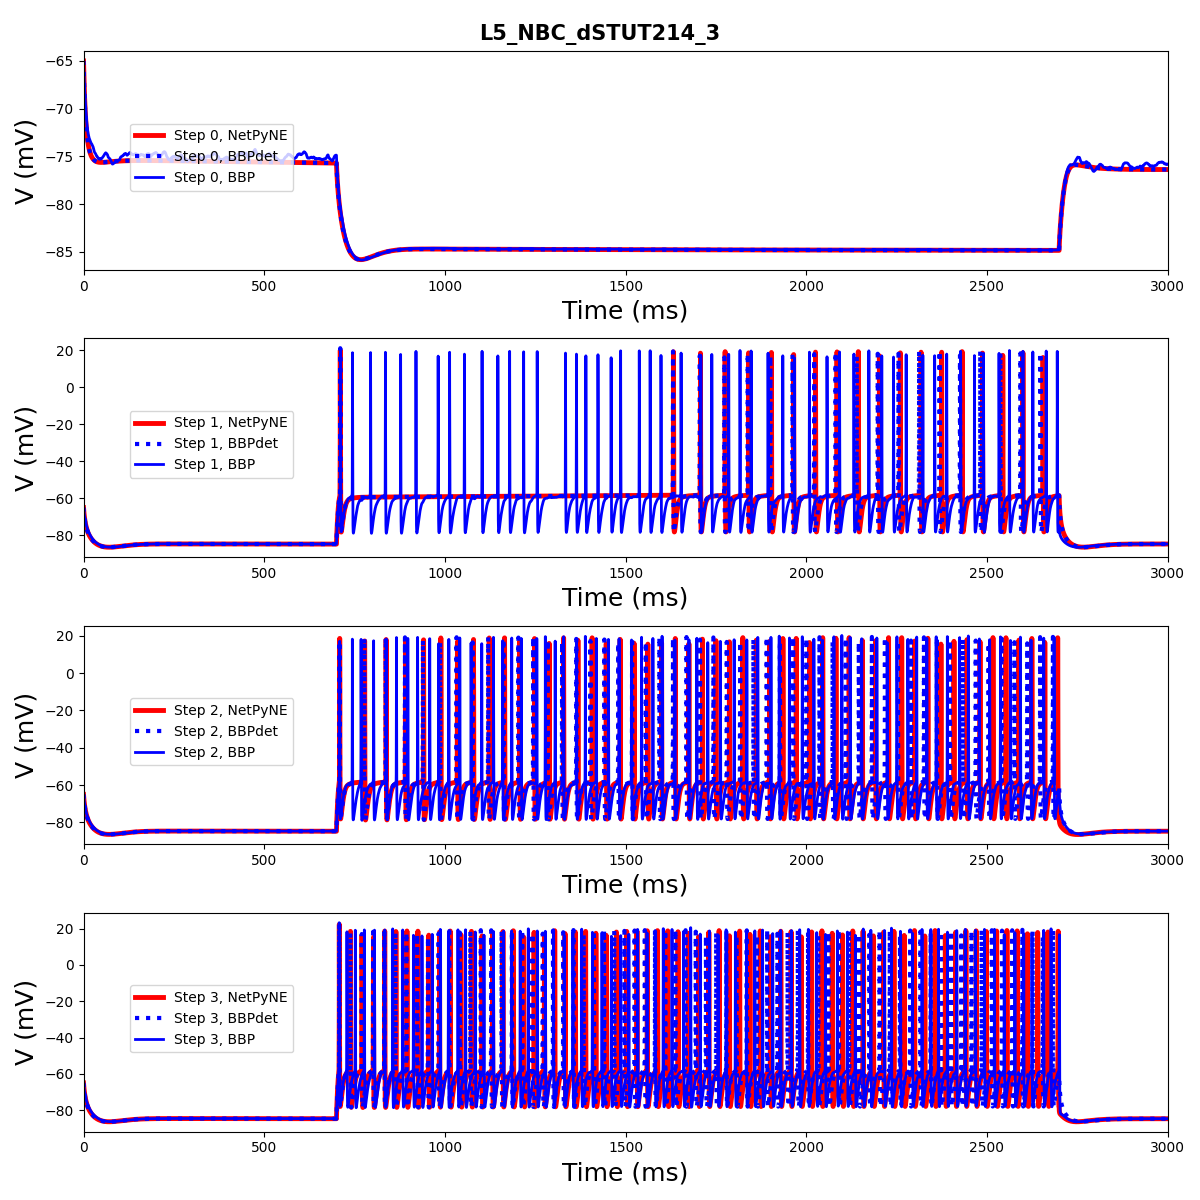 L5_NBC_dSTUT214_3
−65
−70
−75
−80
−85
V (mV)
Step 0, NetPyNE
Step 0, BBPdet
Step 0, BBP
0 500 1000 1500 2000 2500 3000
Time (ms)
20
0
−20
−40
−60
−80
V (mV)
Step 1, NetPyNE
Step 1, BBPdet
Step 1, BBP
0 500 1000 1500 2000 2500 3000
Time (ms)
20
0
−20
−40
−60
−80
V (mV)
Step 2, NetPyNE
Step 2, BBPdet
Step 2, BBP
0 500 1000 1500 2000 2500 3000
Time (ms)
20
0
−20
−40
−60
−80
V (mV)
Step 3, NetPyNE
Step 3, BBPdet
Step 3, BBP
0 500 1000 1500 2000 2500 3000
Time (ms)